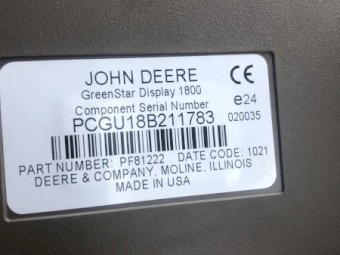 JOHN DEERE
GreenStar Display 1800
Component Serial Number
PCGU18B211783
CE
e24
020035
PART NUMBER: PF81222 DATE CODE: 1021
DEERE & COMPANY, MOLINE, ILLINOIS
MADE IN USA